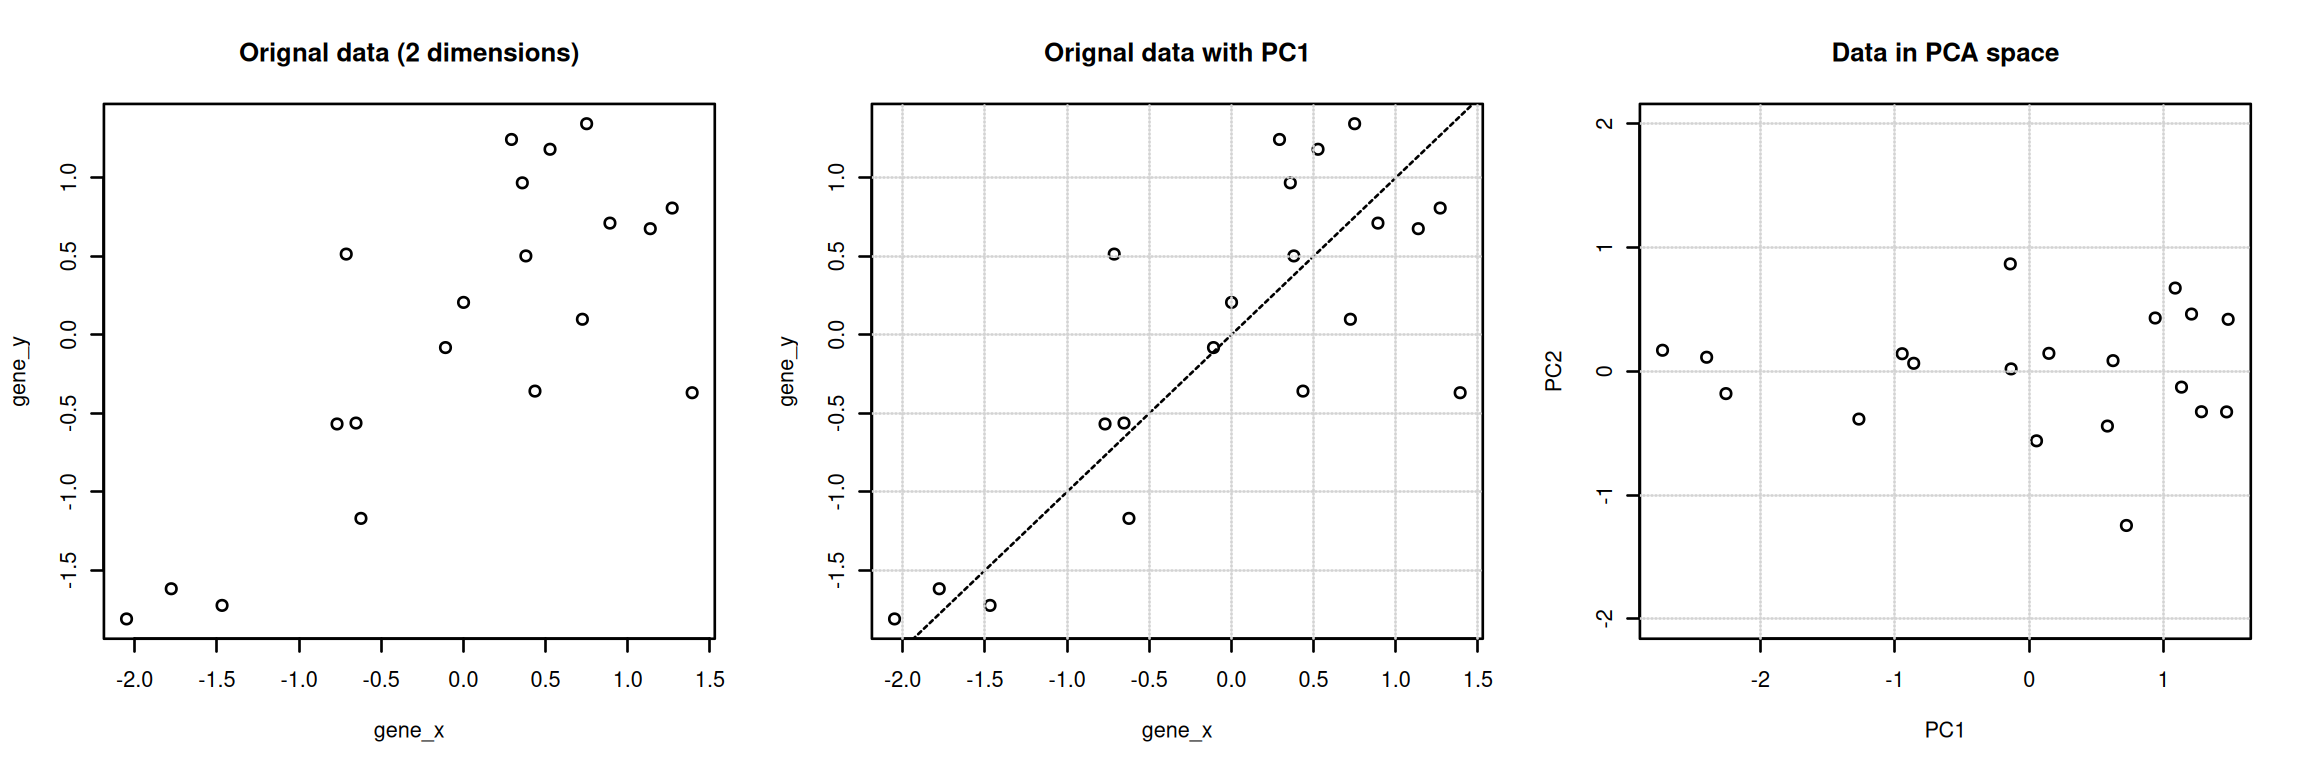 Orignal data (2 dimensions)
1.0
0.5
0.0
-0.5
-1.0
-1.5
gene_y
-2.0 -1.5 -1.0 -0.5 0.0 0.5 1.0 1.5
gene_x
Orignal data with PC1
1.0
0.5
0.0
-0.5
-1.0
-1.5
gene_y
-2.0 -1.5 -1.0 -0.5 0.0 0.5 1.0 1.5
gene_x
Data in PCA space
2
1
0
-1
-2
PC2
-2 -1 0 1
PC1